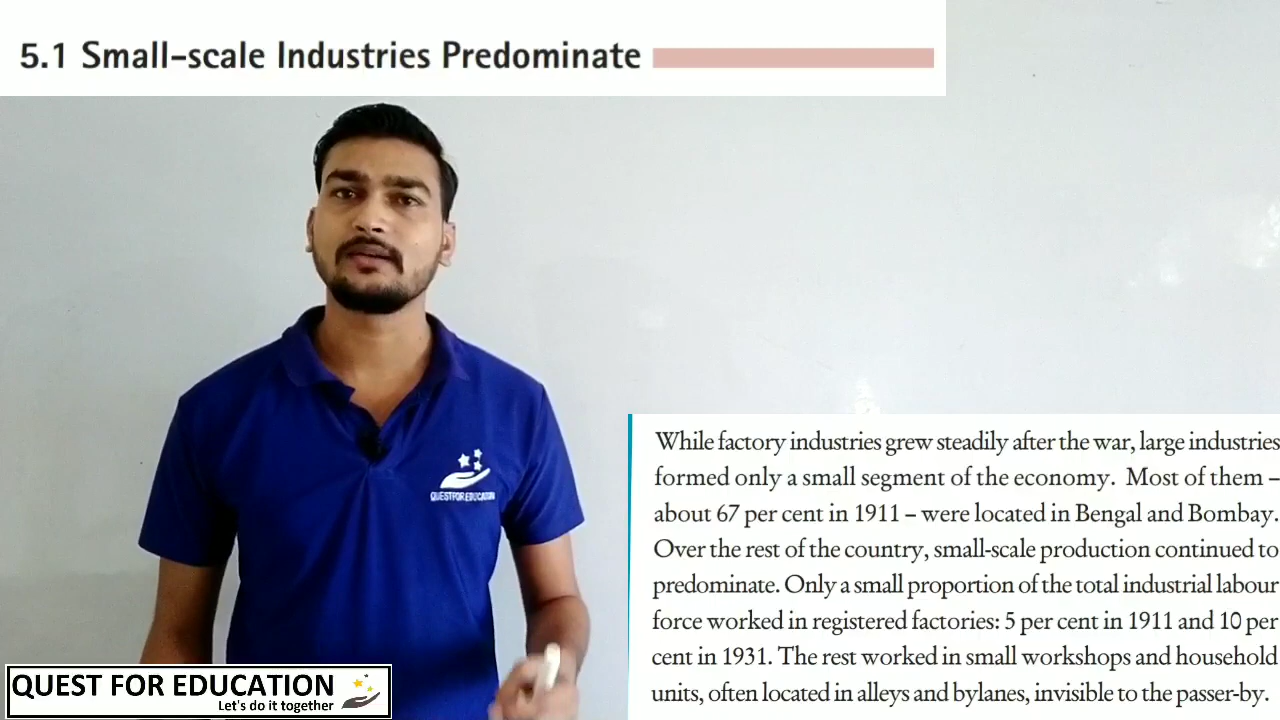 5.1 Small-scale Industries Predominate
QUEST FOR EDUCATION
While factory industries grew steadily after the war, large industries
formed only a small segment of the economy. Most of them –
about 67 per cent in 1911 – were located in Bengal and Bombay.
Over the rest of the country, small-scale production continued to
predominate. Only a small proportion of the total industrial labour
force worked in registered factories: 5 per cent in 1911 and 10 per
cent in 1931. The rest worked in small workshops and household
units, often located in alleys and bylanes, invisible to the passer-by.
QUEST FOR EDUCATION
Let's do it together